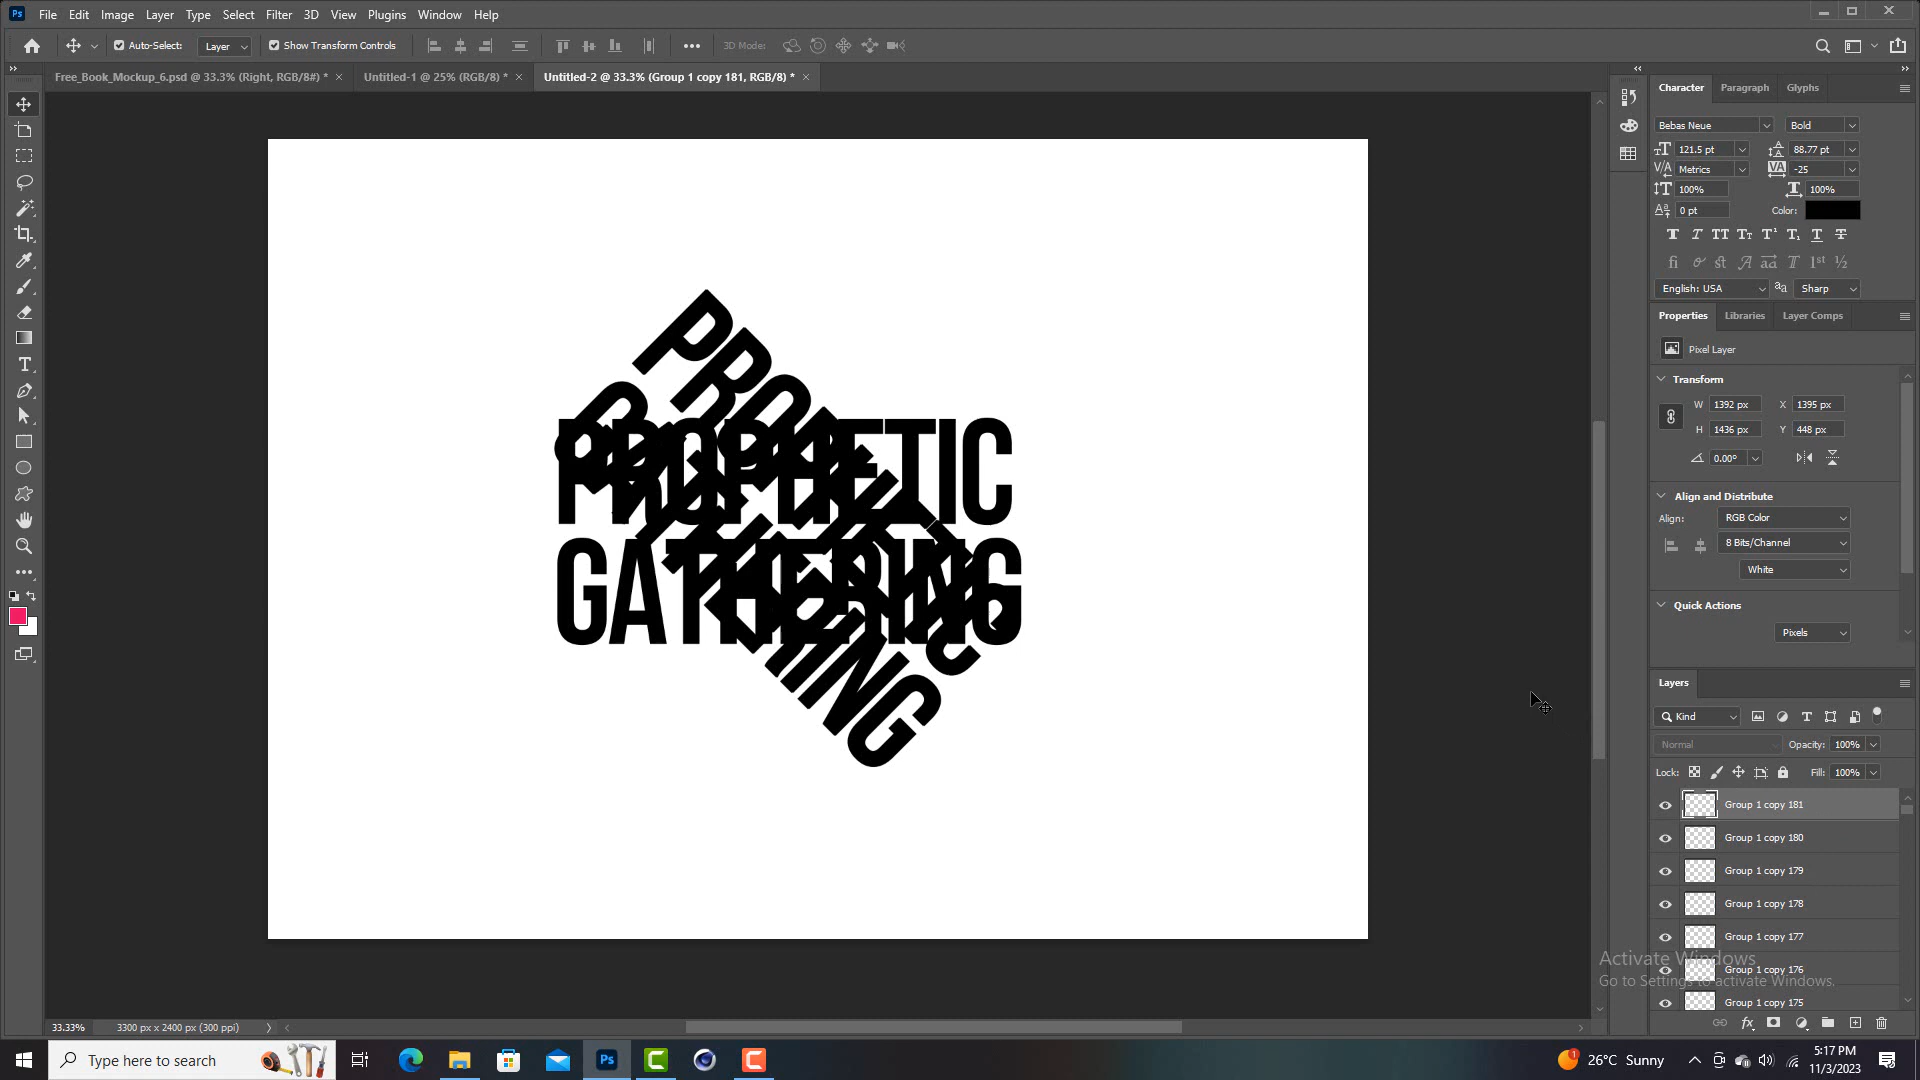 Ps File Edit Image Layer Type Select Filter 3D View Plugins Window Help
Auto-Select: Layer Show Transform Controls 3D Mode:
Free_Book_Mockup_6.psd @ 33.3% (Right, RGB/8#) * × Untitled-1 @ 25% (RGB/8) * × Untitled-2 @ 33.3% (Group 1 copy 181, RGB/8) * ×
Character Paragraph Glyphs
Bebas Neue Bold
121.5 pt 88.77 pt
Metrics -25
100% 100%
0 pt Color:
English: USA Sharp
Properties Libraries Layer Comps
Pixel Layer
Transform
W 1392 px X 1395 px
H 1436 px Y 448 px
0.00°
Align and Distribute
Align: RGB Color
8 Bits/Channel
White
Quick Actions
Pixels
Layers
Kind
Normal Opacity: 100%
Lock: Fill: 100%
Group 1 copy 181
Group 1 copy 180
Group 1 copy 179
Group 1 copy 178
Group 1 copy 177
Group 1 copy 176
Group 1 copy 175
PROPHETIC
GATHERING
Activate Windows
Go to Settings to activate Windows.
33.33% 3300 px x 2400 px (300 ppi)
Type here to search
Ps
26°C Sunny
5:17 PM
11/3/2023